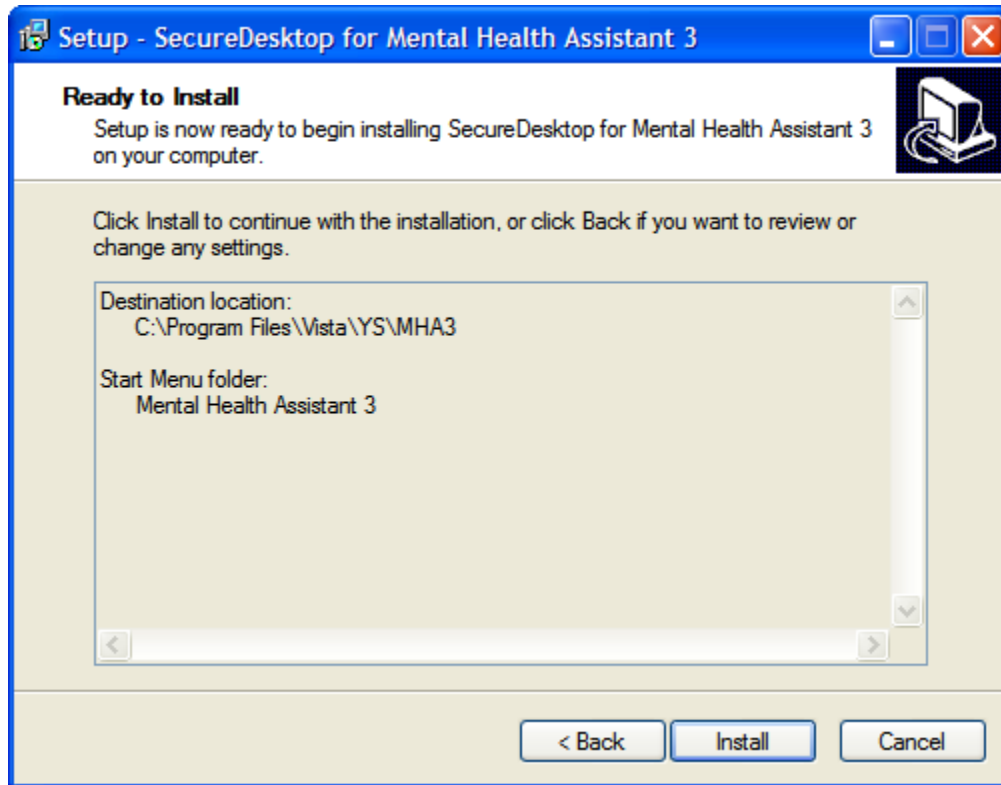 Setup - SecureDesktop for Mental Health Assistant 3
Ready to Install
Setup is now ready to begin installing SecureDesktop for Mental Health Assistant 3
on your computer.
Click Install to continue with the installation, or click Back if you want to review or
change any settings.
Destination location:
C:\Program Files\Vista\YS\MHA3
Start Menu folder:
Mental Health Assistant 3
< Back
Install
Cancel